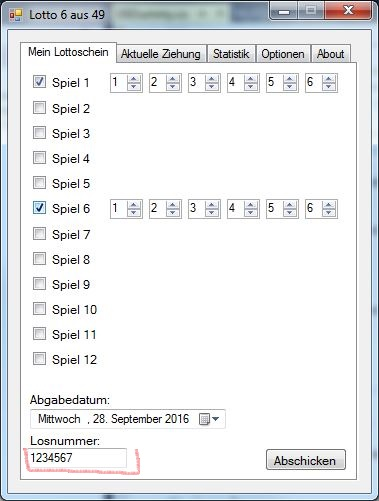 Lotto 6 aus 49
Mein Lottoschein Aktuelle Ziehung Statistik Optionen About
Spiel 1 1 2 3 4 5 6
Spiel 2
Spiel 3
Spiel 4
Spiel 5
Spiel 6 1 2 3 4 5 6
Spiel 7
Spiel 8
Spiel 9
Spiel 10
Spiel 11
Spiel 12
Abgabedatum:
Mittwoch , 28. September 2016
Losnummer:
1234567
Abschicken